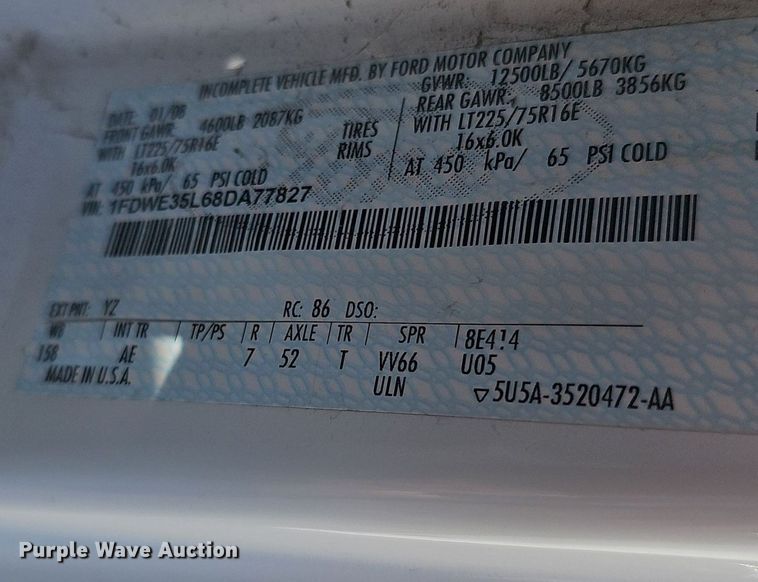 INCOMPLETE VEHICLE MFD. BY FORD MOTOR COMPANY
DATE: 01/08 GVWR: 12500LB/ 5670KG
FRONT GAWR: 4600LB 2087KG REAR GAWR: 8500LB 3856KG
WITH LT225/75R16E TIRES WITH LT225/75R16E
16x6.0K RIMS 16x6.0K
AT 450 kPa/ 65 PSI COLD AT 450 kPa/ 65 PSI COLD
VIN: 1FDWE35L68DA77827
EXT PNT: YZ RC: 86 DSO:
WB INT TR TP/PS R AXLE TR SPR 8E414
158 AE 7 52 T VV66 U05
MADE IN U.S.A. ULN ▽5U5A-3520472-AA
Purple Wave Auction